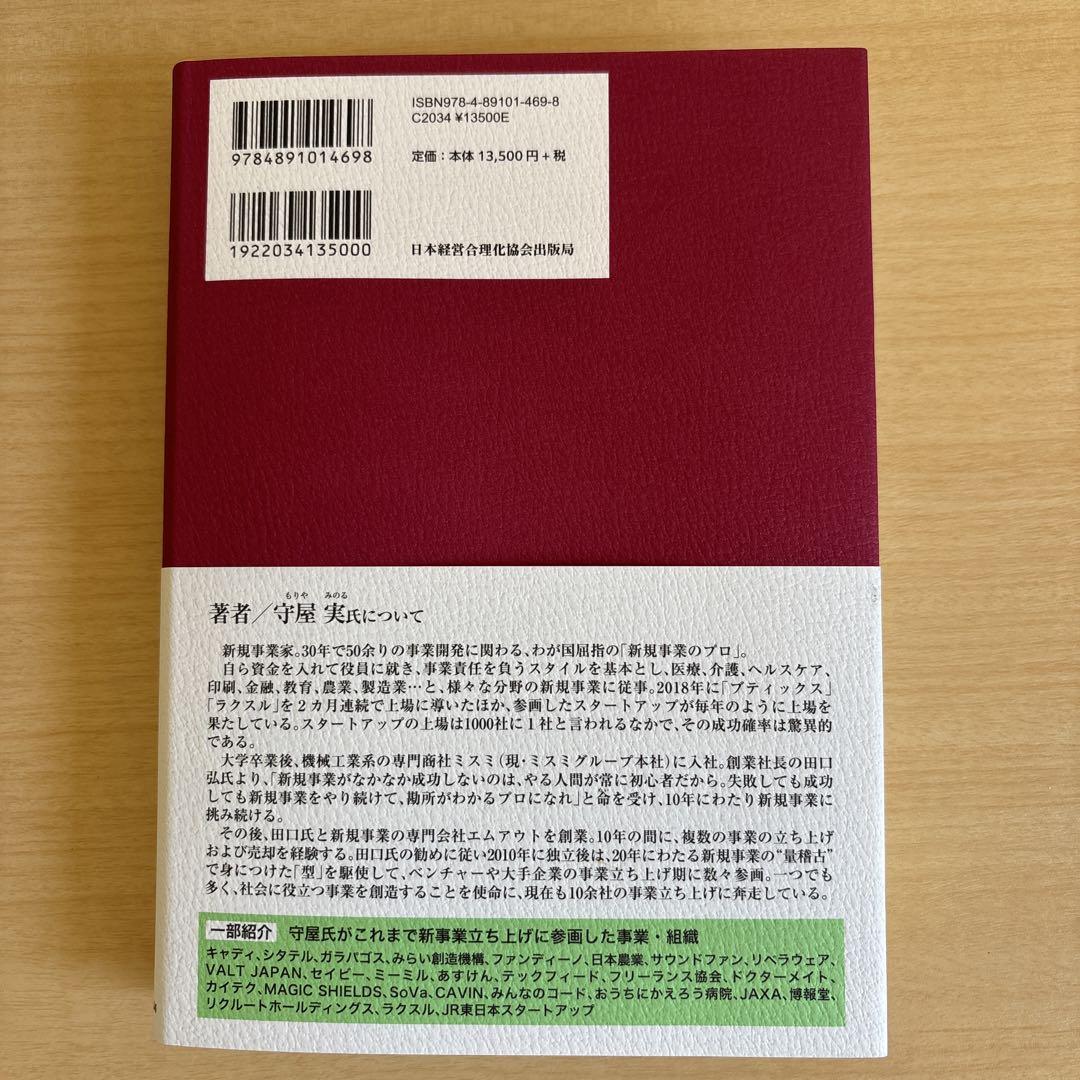 ISBN978-4-89101-469-8
C2034 ¥13500E
9784891014698
定価:本体 13,500円+税
1922034135000
日本経営合理化協会出版局
もりや みのる
著者/守屋 実氏について
新規事業家。30年で50余りの事業開発に関わる、わが国屈指の「新規事業のプロ」。
自ら資金を入れて役員に就き、事業責任を負うスタイルを基本とし、医療、介護、ヘルスケア、
印刷、金融、教育、農業、製造業…と、様々な分野の新規事業に従事。2018年に「ブティックス」
「ラクスル」を2カ月連続で上場に導いたほか、参画したスタートアップが毎年のように上場を
果たしている。スタートアップの上場は1000社に1社と言われるなかで、その成功確率は驚異的
である。
大学卒業後、機械工業系の専門商社ミスミ(現・ミスミグループ本社)に入社。創業社長の田口
弘氏より、「新規事業がなかなか成功しないのは、やる人間が常に初心者だから。失敗しても成功
しても新規事業をやり続けて、勘所がわかるプロになれ」と命を受け、10年にわたり新規事業に
挑み続ける。
その後、田口氏と新規事業の専門会社エムアウトを創業。10年の間に、複数の事業の立ち上げ
および売却を経験する。田口氏の勧めに従い2010年に独立後は、20年にわたる新規事業の“量稽古”
で身につけた「型」を駆使して、ベンチャーや大手企業の事業立ち上げ期に数々参画。一つでも
多く、社会に役立つ事業を創造することを使命に、現在も10余社の事業立ち上げに奔走している。
一部紹介 守屋氏がこれまで新事業立ち上げに参画した事業・組織
キャディ、シタテル、ガラパゴス、みらい創造機構、ファンディーノ、日本農業、サウンドファン、リベラウェア、
VALT JAPAN、セイビー、ミーミル、あすけん、テックフィード、フリーランス協会、ドクターメイト、
カイテク、MAGIC SHIELDS、SoVa、CAVIN、みんなのコード、おうちにかえろう病院、JAXA、博報堂、
リクルートホールディングス、ラクスル、JR東日本スタートアップ